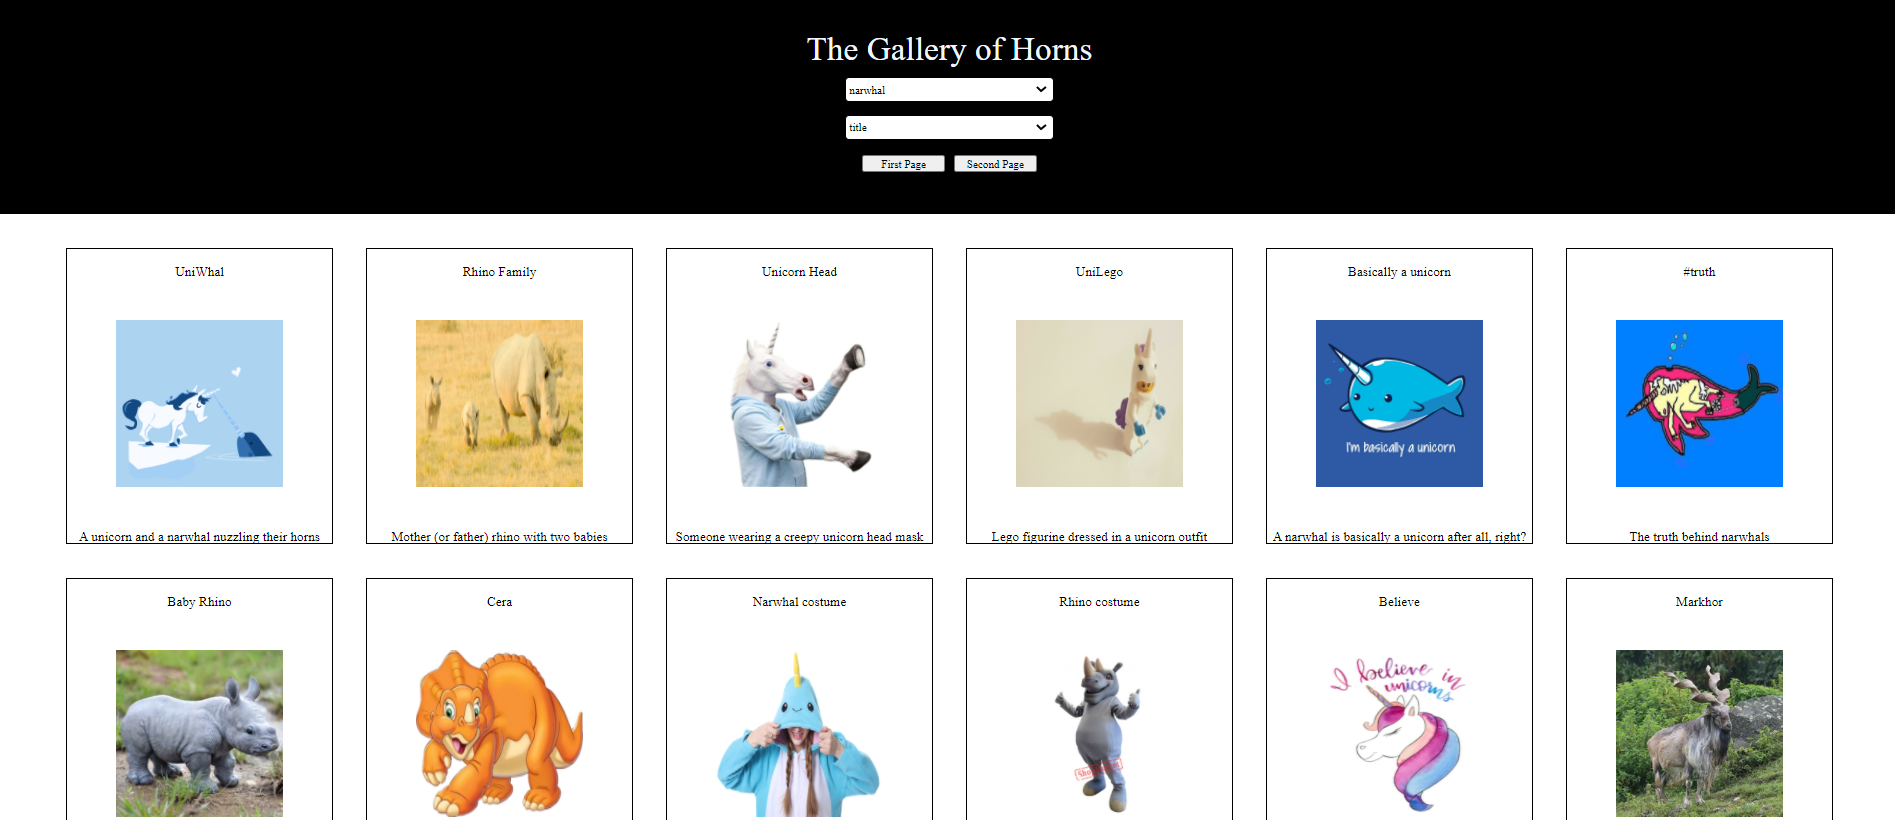 The Gallery of Horns
narwhal
title
First Page Second Page
UniWhal
Rhino Family
Unicorn Head
UniLego
Basically a unicorn
#truth
I'm basically a unicorn
A unicorn and a narwhal nuzzling their horns
Mother (or father) rhino with two babies
Someone wearing a creepy unicorn head mask
Lego figurine dressed in a unicorn outfit
A narwhal is basically a unicorn after all, right?
The truth behind narwhals
Baby Rhino
Cera
Narwhal costume
Rhino costume
Believe
Markhor
I believe in
unicorns